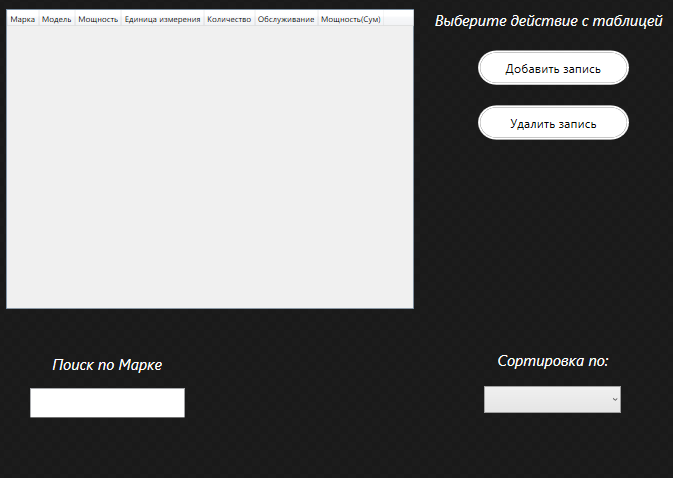 Марка Модель Мощность Единица измерения Количество Обслуживание Мощность(Сум)
Выберите действие с таблицей
Добавить запись
Удалить запись
Поиск по Марке
Сортировка по: